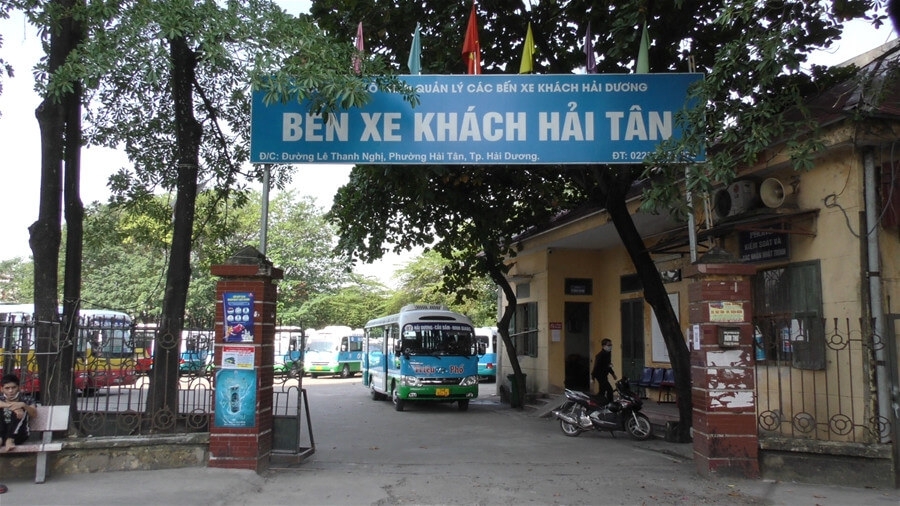 QUẢN LÝ CÁC BẾN XE KHÁCH HẢI DƯƠNG
BẾN XE KHÁCH HẢI TÂN
Đ/C: Đường Lê Thanh Nghị, Phường Hải Tân, Tp. Hải Dương. ĐT: